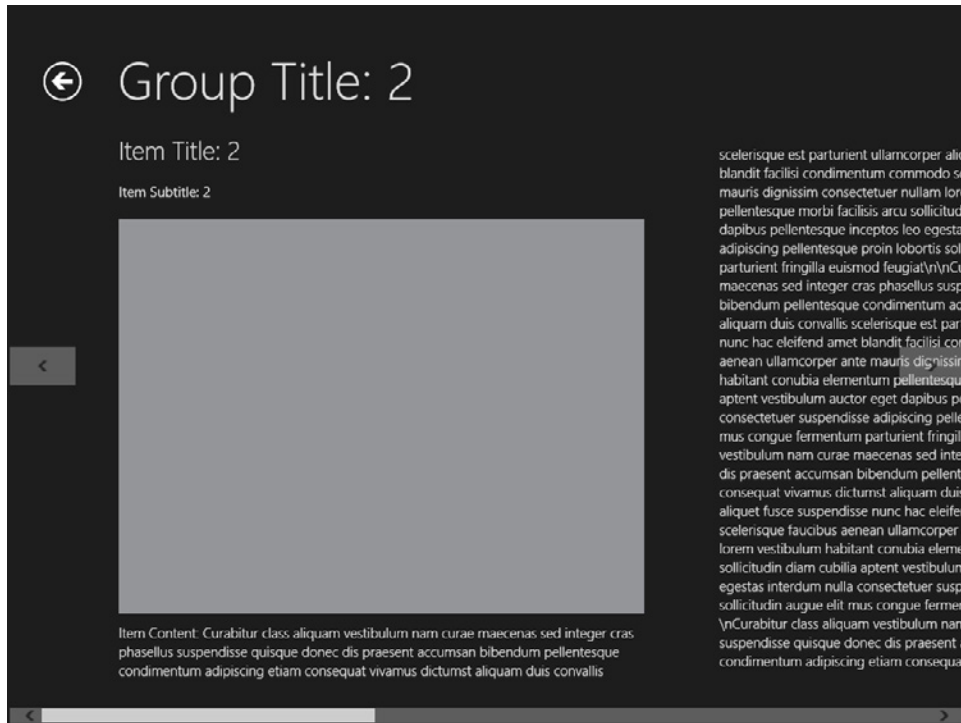 Group Title: 2
Item Title: 2
Item Subtitle: 2
Item Content: Curabitur class aliquam vestibulum nam curae maecenas sed integer cras
phasellus suspendisse quisque donec dis praesent accumsan bibendum pellentesque
condimentum adipiscing etiam consequat vivamus dictumst aliquam duis convallis
scelerisque est parturient ullamcorper
blandit facilisi condimentum commodo
mauris dignissim consectetuer nullam
pellentesque morbi facilisis arcu
dapibus pellentesque inceptos leo
adipiscing pellentesque proin lobortis
parturient fringilla euismod feugiat\n\nCu
maecenas sed integer cras phasellus
bibendum pellentesque condimentum
aliquam duis convallis scelerisque est
nunc hac eleifend amet blandit facilisi
aenean ullamcorper ante mauris
habitant conubia elementum
aptent vestibulum auctor eget dapibus
consectetuer suspendisse adipiscing
mus congue fermentum parturient
vestibulum nam curae maecenas sed
dis praesent accumsan bibendum
consequat vivamus dictumst aliquam
aliquet fusce suspendisse nunc hac
scelerisque faucibus aenean ullamcorper
lorem vestibulum habitant conubia
sollicitudin diam cubilia aptent
egestas interdum nulla consectetuer
sollicitudin augue elit mus congue
\nCurabitur class aliquam vestibulum nam
suspendisse quisque donec dis praesent
condimentum adipiscing etiam